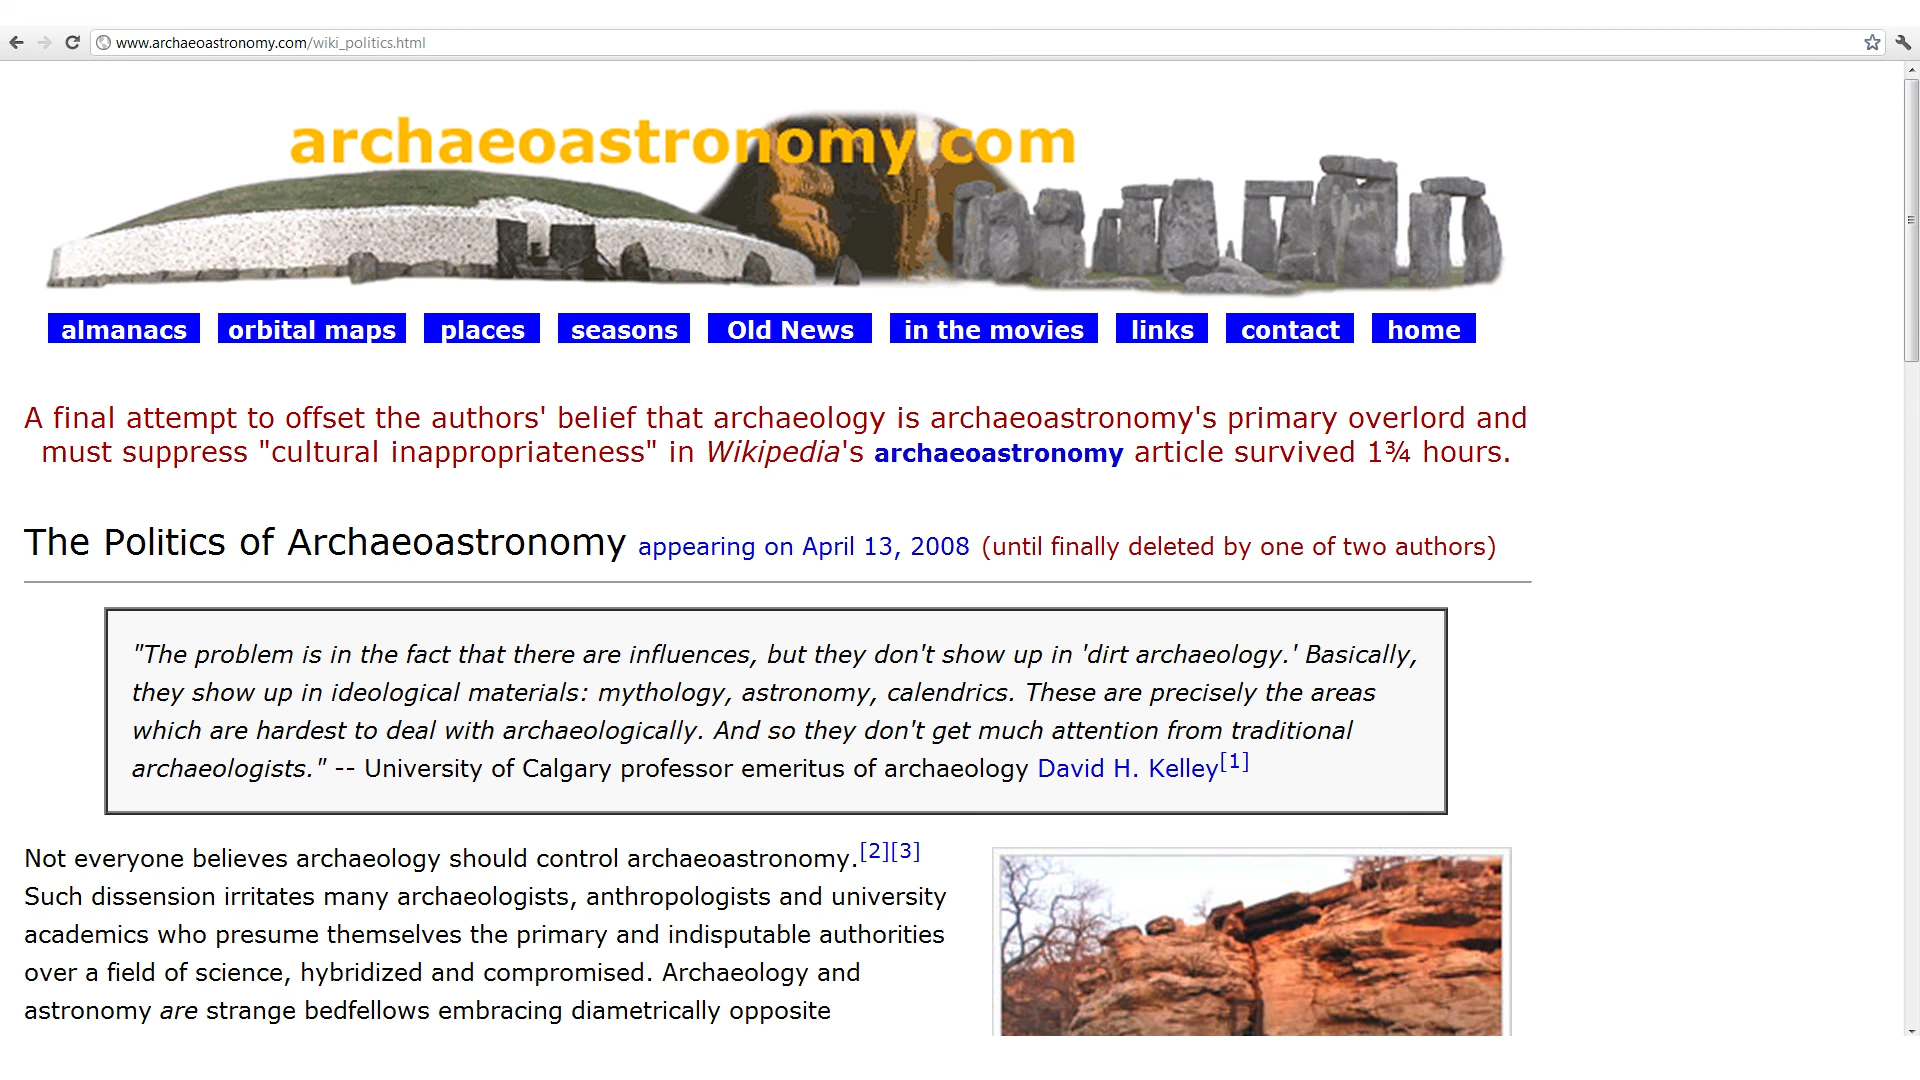 www.archaeoastronomy.com/wiki_politics.html
archaeoastronomy.com
almanacs orbital maps places seasons Old News in the movies links contact home
A final attempt to offset the authors' belief that archaeology is archaeoastronomy's primary overlord and
must suppress "cultural inappropriateness" in Wikipedia's archaeoastronomy article survived 1¾ hours.
The Politics of Archaeoastronomy appearing on April 13, 2008 (until finally deleted by one of two authors)
"The problem is in the fact that there are influences, but they don't show up in 'dirt archaeology.' Basically,
they show up in ideological materials: mythology, astronomy, calendrics. These are precisely the areas
which are hardest to deal with archaeologically. And so they don't get much attention from traditional
archaeologists." -- University of Calgary professor emeritus of archaeology David H. Kelley[1]
Not everyone believes archaeology should control archaeoastronomy.[2][3]
Such dissension irritates many archaeologists, anthropologists and university
academics who presume themselves the primary and indisputable authorities
over a field of science, hybridized and compromised. Archaeology and
astronomy are strange bedfellows embracing diametrically opposite